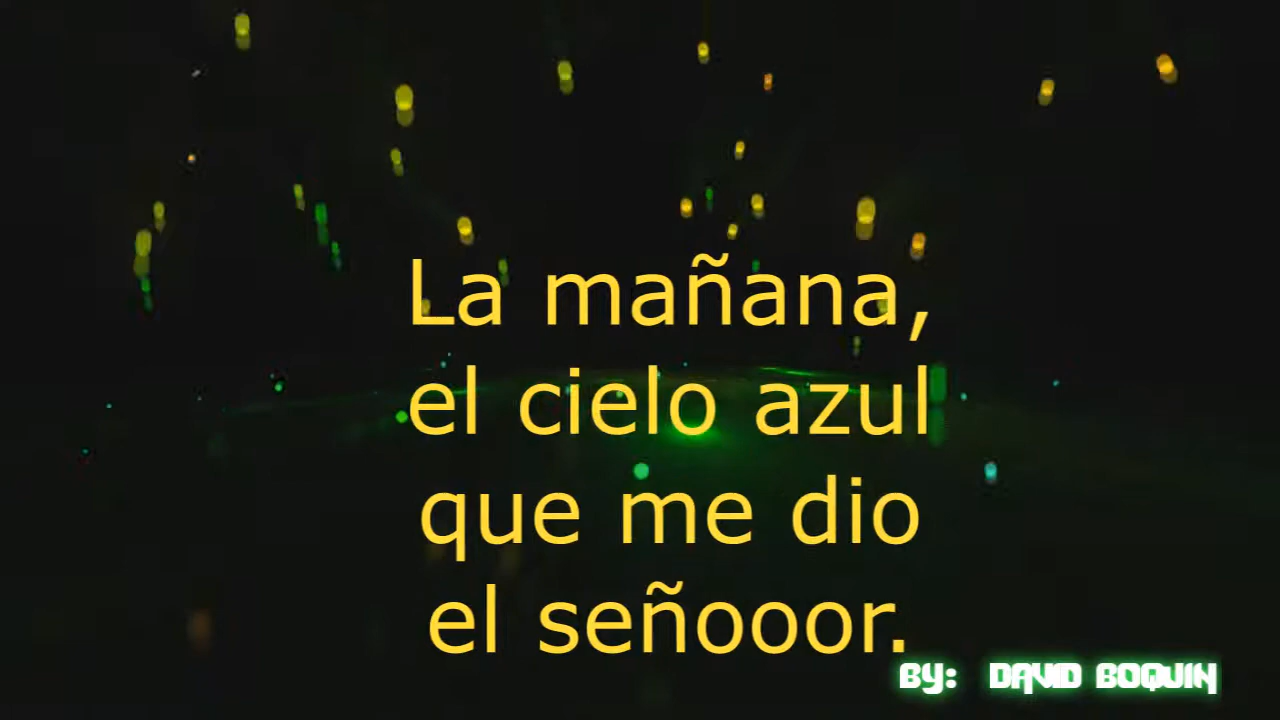 La mañana,
el cielo azul
que me dio
el señooor.
BY: DAVID BOQUIN